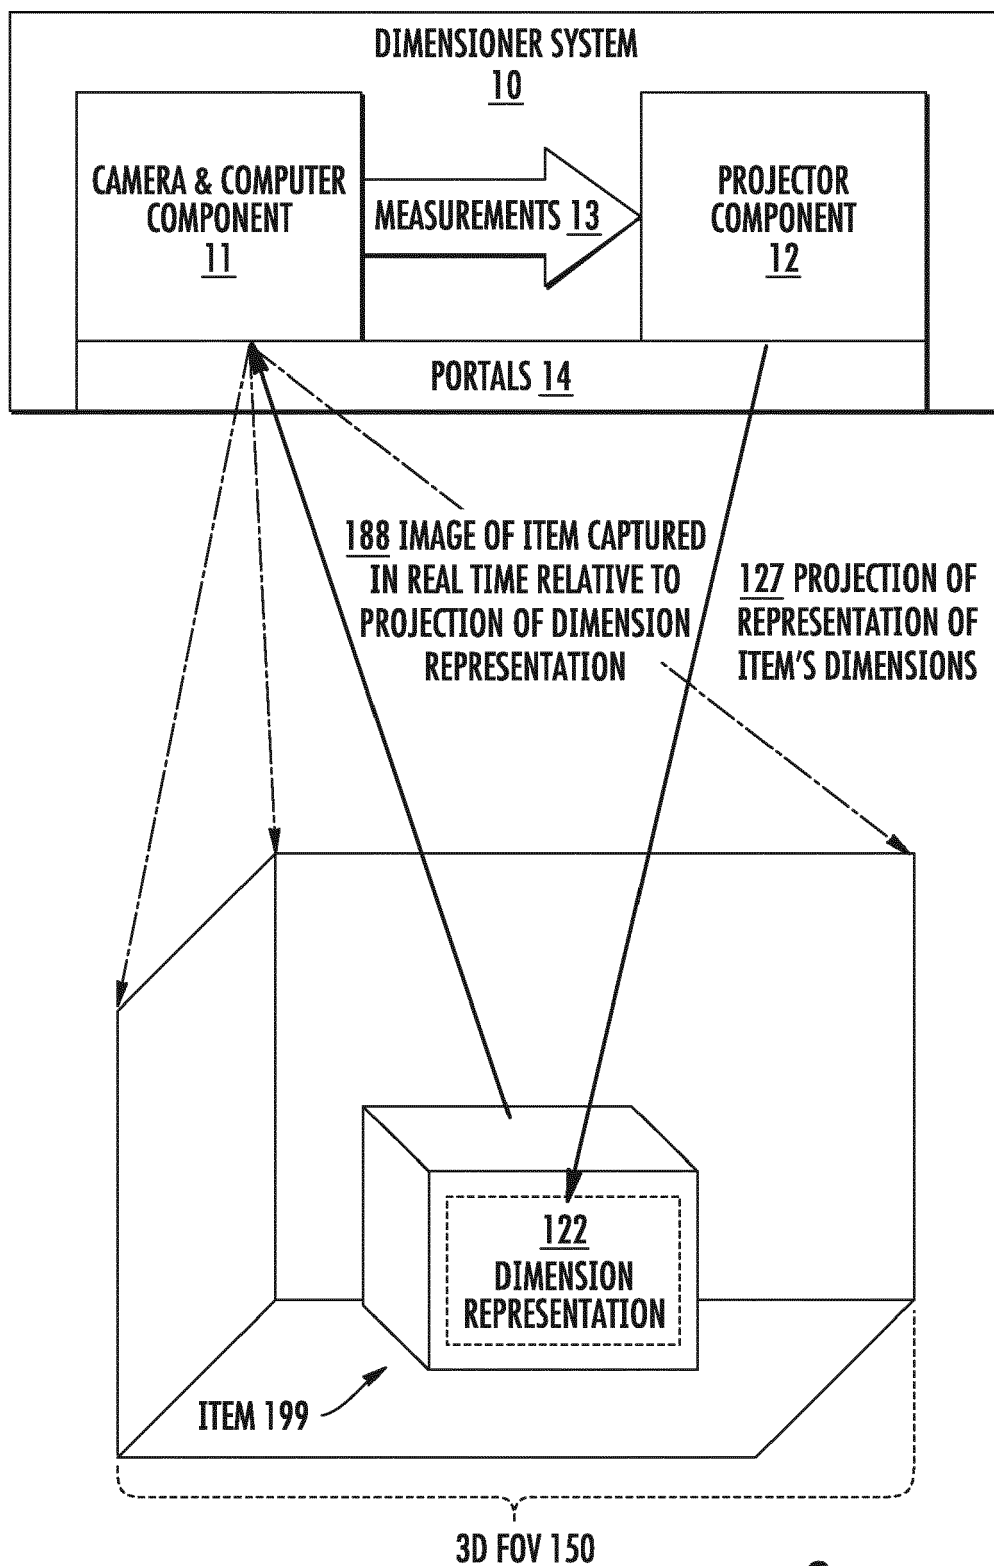 DIMENSIONER SYSTEM
10
CAMERA & COMPUTER
COMPONENT
11
MEASUREMENTS 13
PROJECTOR
COMPONENT
12
PORTALS 14
188 IMAGE OF ITEM CAPTURED
IN REAL TIME RELATIVE TO
PROJECTION OF DIMENSION
REPRESENTATION
127 PROJECTION OF
REPRESENTATION OF
ITEM'S DIMENSIONS
122
DIMENSION
REPRESENTATION
ITEM 199
3D FOV 150